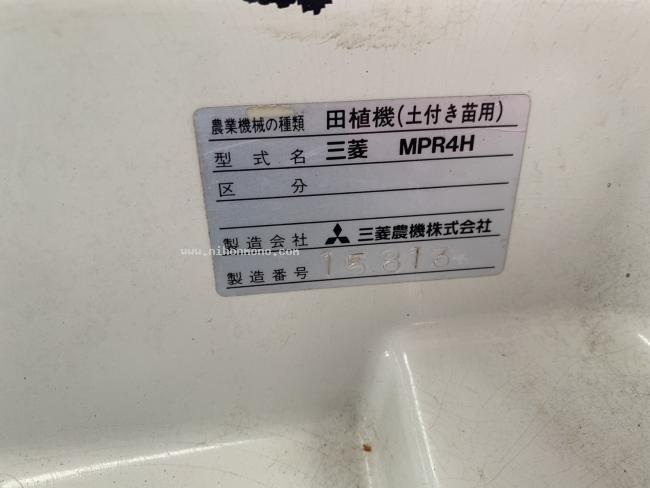 農業機械の種類 田植機(土付き苗用)
型式名 三菱 MPR4H
区分
製造会社 三菱農機株式会社
www.nihonmono.com
製造番号 15813